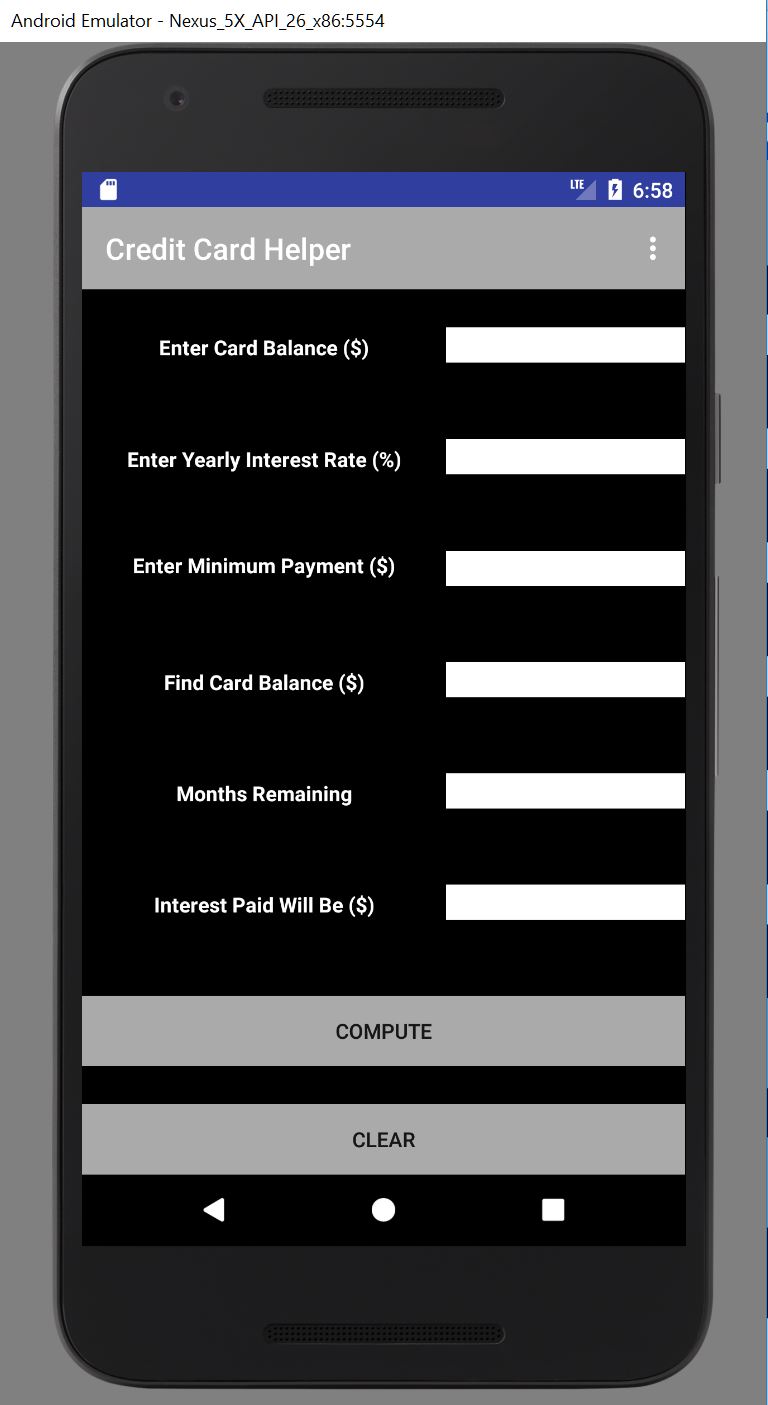 Android Emulator - Nexus_5X_API_26_x86:5554
LTE 6:58
Credit Card Helper
Enter Card Balance ($)
Enter Yearly Interest Rate (%)
Enter Minimum Payment ($)
Find Card Balance ($)
Months Remaining
Interest Paid Will Be ($)
COMPUTE
CLEAR